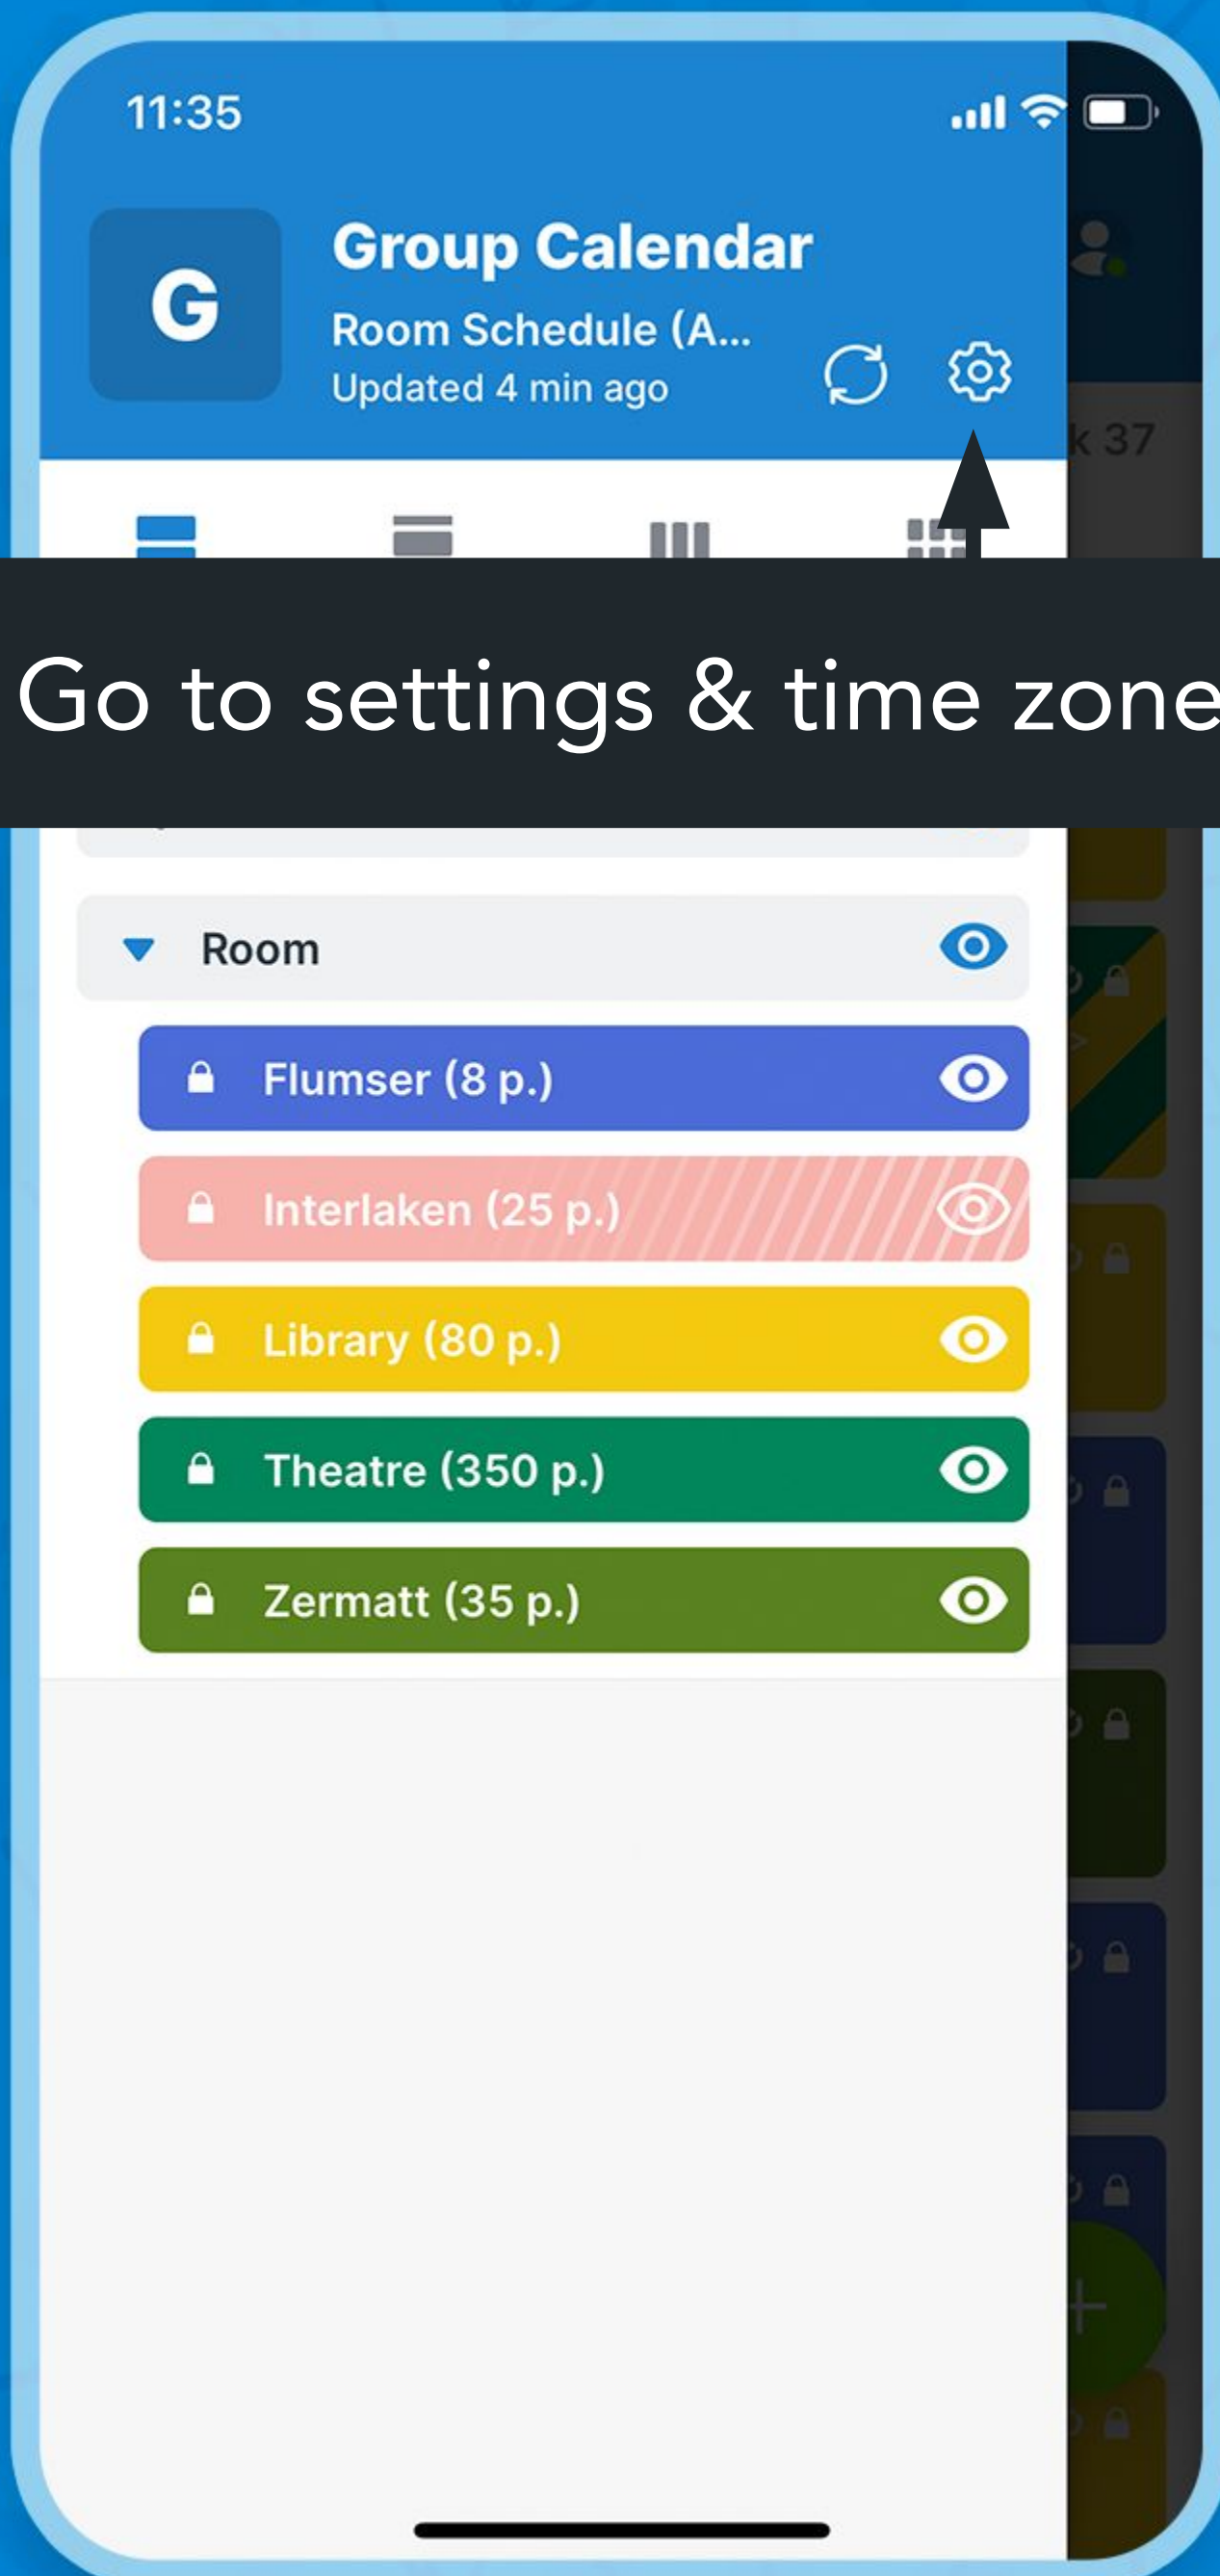 11:35
G
Group Calendar
Room Schedule (A...
Updated 4 min ago
k 37
Go to settings & time zone
Room
Flumser (8 p.)
Interlaken (25 p.)
Library (80 p.)
Theatre (350 p.)
Zermatt (35 p.)